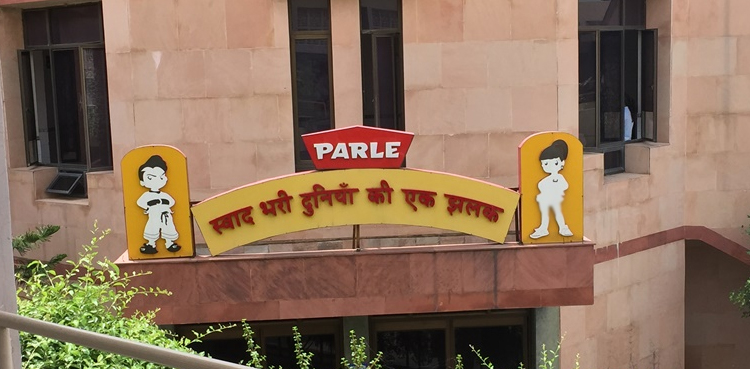 PARLE
स्वाद भरी दुनियाँ की एक झलक